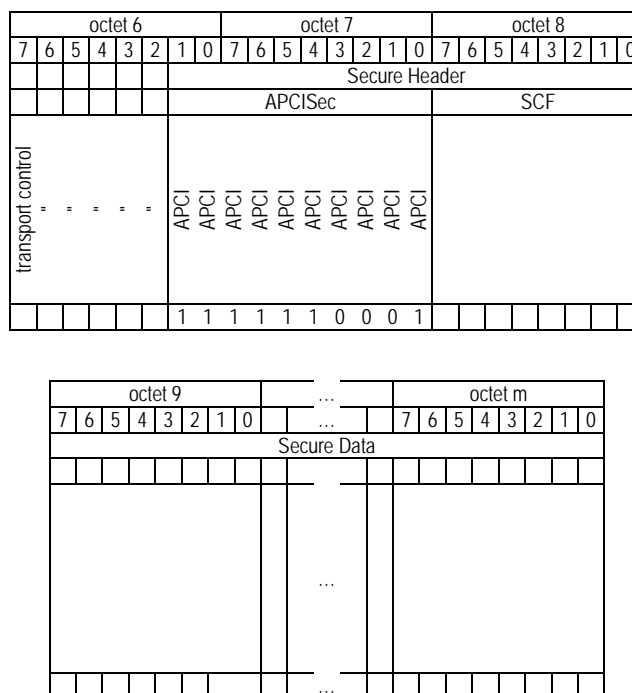 octet 6 octet 7 octet 8
7 6 5 4 3 2 1 0 7 6 5 4 3 2 1 0 7 6 5 4 3 2 1 0
Secure Header
APCISec SCF
transport control " " " " " APCI APCI APCI APCI APCI APCI APCI APCI APCI APCI
1 1 1 1 1 1 0 0 0 1
octet 9 ... octet m
7 6 5 4 3 2 1 0 ... 7 6 5 4 3 2 1 0
Secure Data
...
...